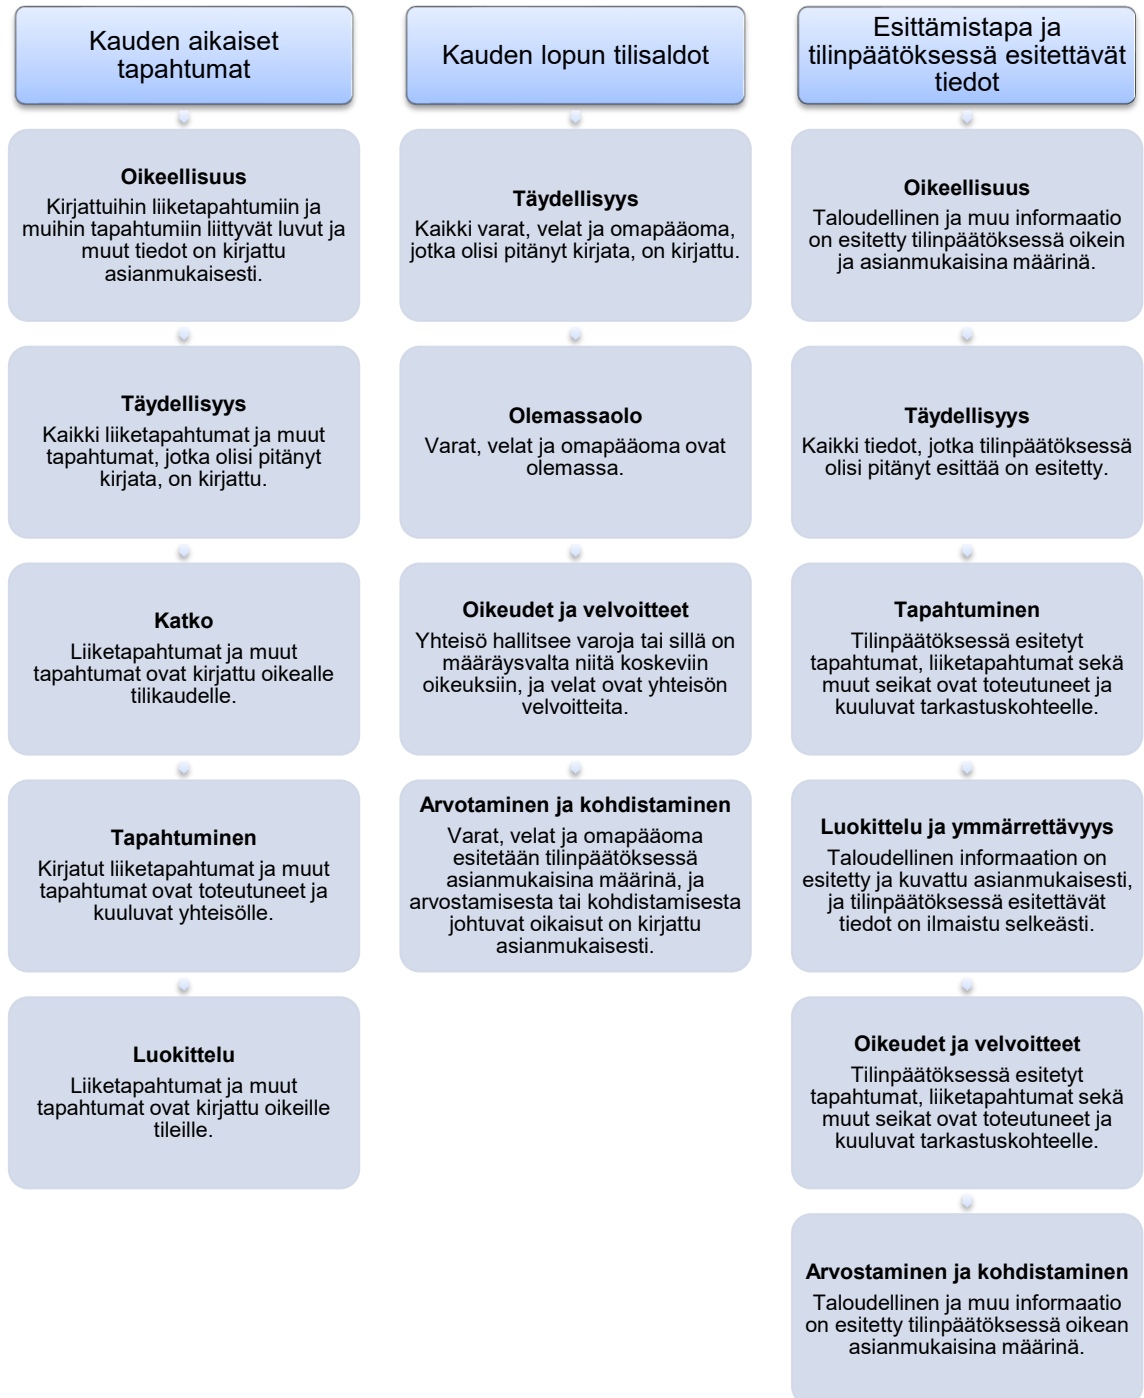 Kauden aikaiset
tapahtumat
Oikeellisuus
Kirjattuihin liiketapahtumiin ja
muihin tapahtumiin liittyvät luvut ja
muut tiedot on kirjattu
asianmukaisesti.
Täydellisyys
Kaikki liiketapahtumat ja muut
tapahtumat, jotka olisi pitänyt
kirjata, on kirjattu.
Katko
Liiketapahtumat ja muut
tapahtumat ovat kirjattu oikealle
tilikaudelle.
Tapahtuminen
Kirjatut liiketapahtumat ja muut
tapahtumat ovat toteutuneet ja
kuuluvat yhteisölle.
Luokittelu
Liiketapahtumat ja muut
tapahtumat ovat kirjattu oikeille
tileille.
Kauden lopun tilisaldot
Täydellisyys
Kaikki varat, velat ja omapääoma,
jotka olisi pitänyt kirjata, on kirjattu.
Olemassaolo
Varat, velat ja omapääoma ovat
olemassa.
Oikeudet ja velvoitteet
Yhteisö hallitsee varoja tai sillä on
määräysvalta niitä koskeviin
oikeuksiin, ja velat ovat yhteisön
velvoitteita.
Arvotaminen ja kohdistaminen
Varat, velat ja omapääoma
esitetään tilinpäätöksessä
asianmukaisina määrinä, ja
arvostamisesta tai kohdistamisesta
johtuvat oikaisut on kirjattu
asianmukaisesti.
Esittämistapa ja
tilinpäätöksessä esitettävät
tiedot
Oikeellisuus
Taloudellinen ja muu informaatio
on esitetty tilinpäätöksessä oikein
ja asianmukaisina määrinä.
Täydellisyys
Kaikki tiedot, jotka tilinpäätöksessä
olisi pitänyt esittää on esitetty.
Tapahtuminen
Tilinpäätöksessä esitetyt
tapahtumat, liiketapahtumat sekä
muut seikat ovat toteutuneet ja
kuuluvat tarkastuskohteelle.
Luokittelu ja ymmärrettävyys
Taloudellinen informaation on
esitetty ja kuvattu asianmukaisesti,
ja tilinpäätöksessä esitettävät
tiedot on ilmaistu selkeästi.
Oikeudet ja velvoitteet
Tilinpäätöksessä esitetyt
tapahtumat, liiketapahtumat sekä
muut seikat ovat toteutuneet ja
kuuluvat tarkastuskohteelle.
Arvostaminen ja kohdistaminen
Taloudellinen ja muu informaatio
on esitetty tilinpäätöksessä oikean
asianmukaisina määrinä.